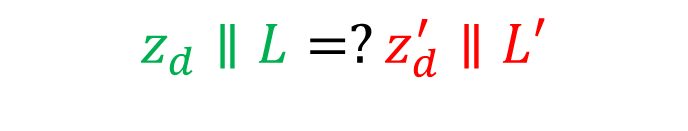 z_d ∥ L =? z'_d ∥ L'